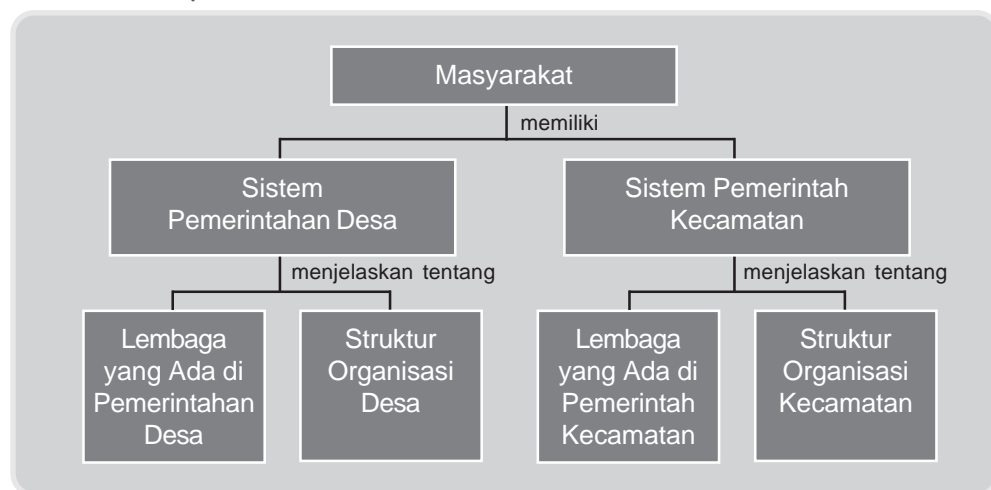 Masyarakat
memiliki
Sistem
Pemerintahan Desa
Sistem Pemerintah
Kecamatan
menjelaskan tentang
menjelaskan tentang
Lembaga
yang Ada di
Pemerintahan
Desa
Struktur
Organisasi
Desa
Lembaga
yang Ada di
Pemerintah
Kecamatan
Struktur
Organisasi
Kecamatan